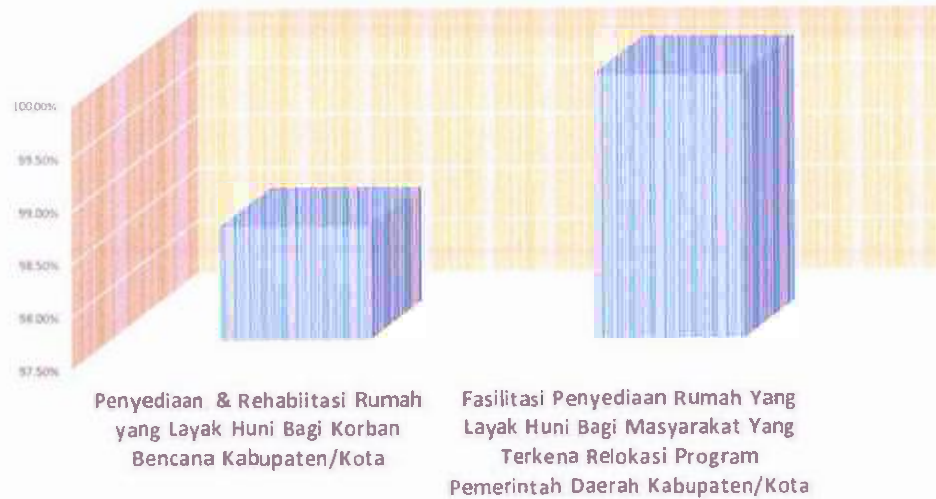 100.00%
99.50%
99.00%
98.50%
98.00%
97.50%
Penyediaan & Rehabiitasi Rumah
yang Layak Huni Bagi Korban
Bencana Kabupaten/Kota
Fasilitasi Penyediaan Rumah Yang
Layak Huni Bagi Masyarakat Yang
Terkena Relokasi Program
Pemerintah Daerah Kabupaten/Kota